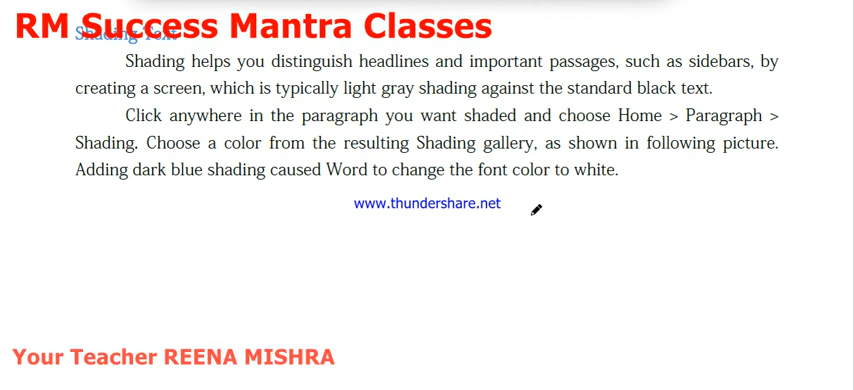 RM Success Mantra Classes
Shading Text
Shading helps you distinguish headlines and important passages, such as sidebars, by
creating a screen, which is typically light gray shading against the standard black text.
Click anywhere in the paragraph you want shaded and choose Home > Paragraph >
Shading. Choose a color from the resulting Shading gallery, as shown in following picture.
Adding dark blue shading caused Word to change the font color to white.
www.thundershare.net
Your Teacher REENA MISHRA